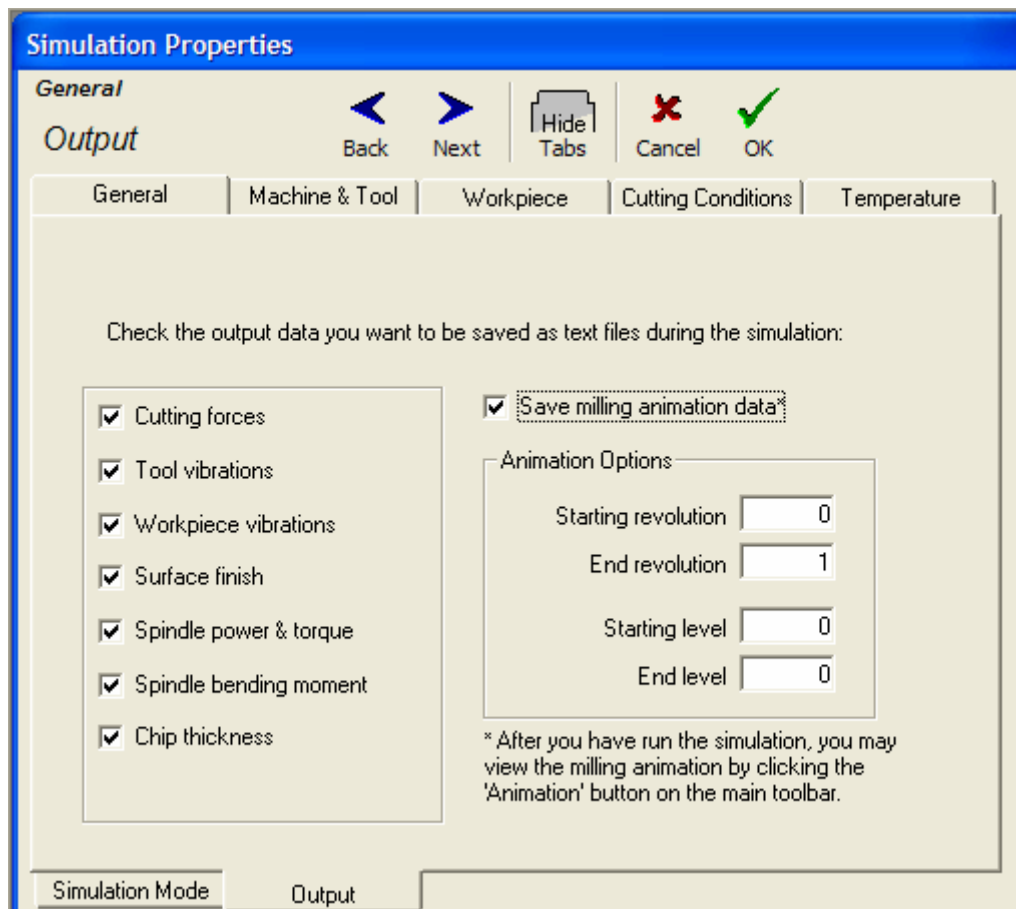 Simulation Properties
General
Output
Back
Next
Hide
Tabs
Cancel
OK
General
Machine & Tool
Workpiece
Cutting Conditions
Temperature
Check the output data you want to be saved as text files during the simulation:
Cutting forces
Tool vibrations
Workpiece vibrations
Surface finish
Spindle power & torque
Spindle bending moment
Chip thickness
Save milling animation data*
Animation Options
Starting revolution 0
End revolution 1
Starting level 0
End level 0
* After you have run the simulation, you may
view the milling animation by clicking the
'Animation' button on the main toolbar.
Simulation Mode
Output